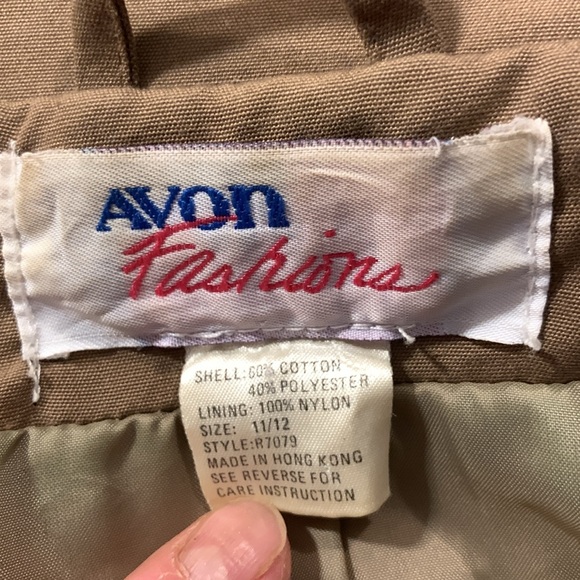 AVON
Fashions
SHELL: 60% COTTON
40% POLYESTER
LINING: 100% NYLON
SIZE: 11/12
STYLE: R7079
MADE IN HONG KONG
SEE REVERSE FOR
CARE INSTRUCTION